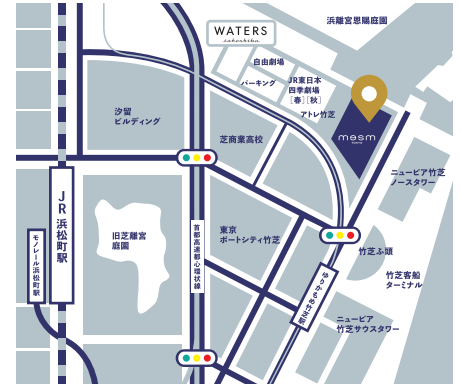 浜離宮恩賜庭園
WATERS
takeshiba
自由劇場
パーキング
JR東日本
四季劇場
[春][秋]
アトレ竹芝
mesm
TOKYO
汐留
ビルディング
芝商業高校
ニューピア竹芝
ノースタワー
JR浜松町駅
モノレール浜松町駅
旧芝離宮
庭園
首都高速都心環状線
東京
ポートシティ竹芝
竹芝ふ頭
ゆりかもめ竹芝駅
竹芝客船
ターミナル
ニューピア
竹芝サウスタワー